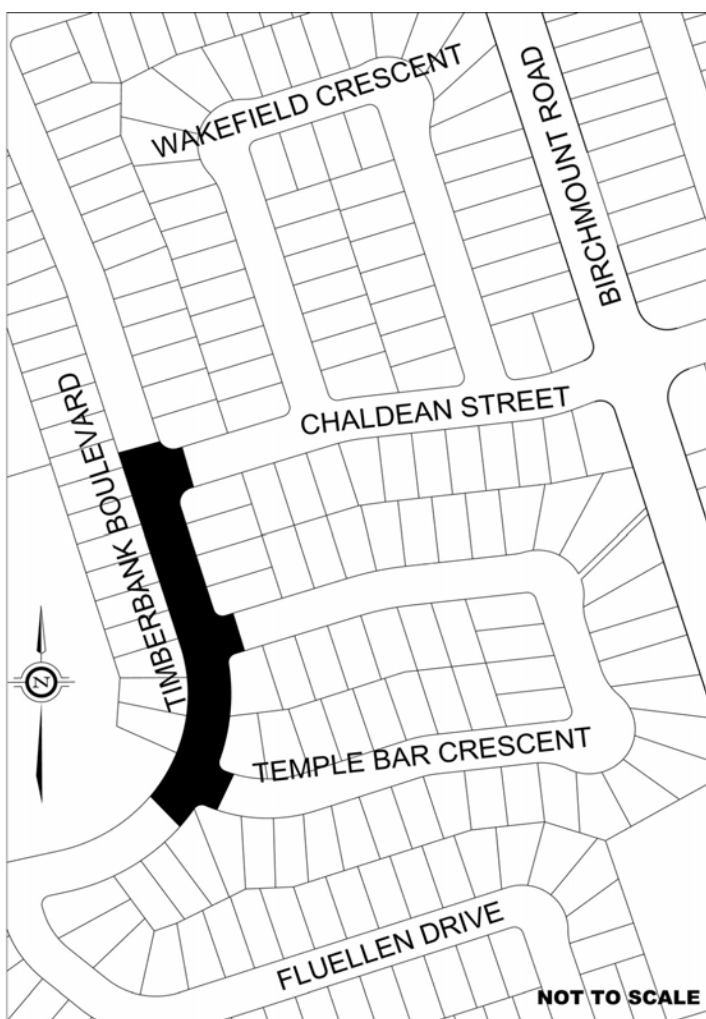 WAKEFIELD CRESCENT
BIRCHMOUNT ROAD
CHALDEAN STREET
TIMBERBANK BOULEVARD
N
TEMPLE BAR CRESCENT
FLUELLEN DRIVE
NOT TO SCALE